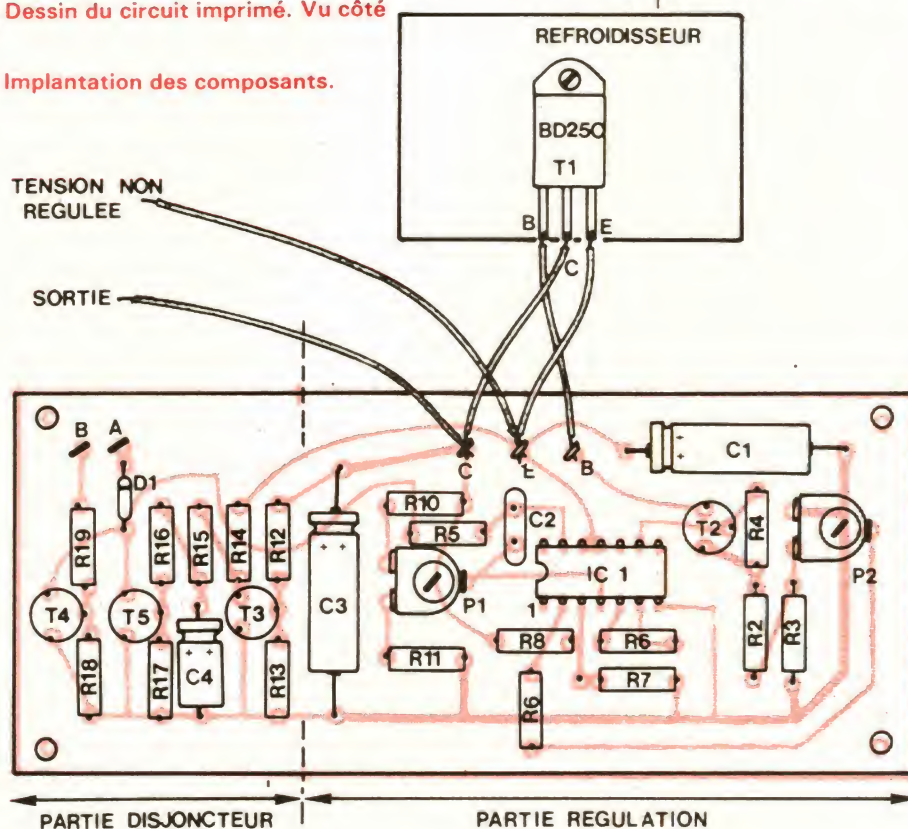 Dessin du circuit imprimé. Vu côté
Implantation des composants.
REFROIDISSEUR
BD250
T1
B
E
C
TENSION NON
REGULEE
SORTIE
B
A
C
E
B
D1
C1
R19
R16
R15
R14
R12
R10
R5
C2
T2
R4
P2
T4
T5
T3
C3
P1
IC 1
1
R2
R3
R18
R17
C4
R13
R11
R8
R6
R7
R6
PARTIE DISJONCTEUR
PARTIE REGULATION